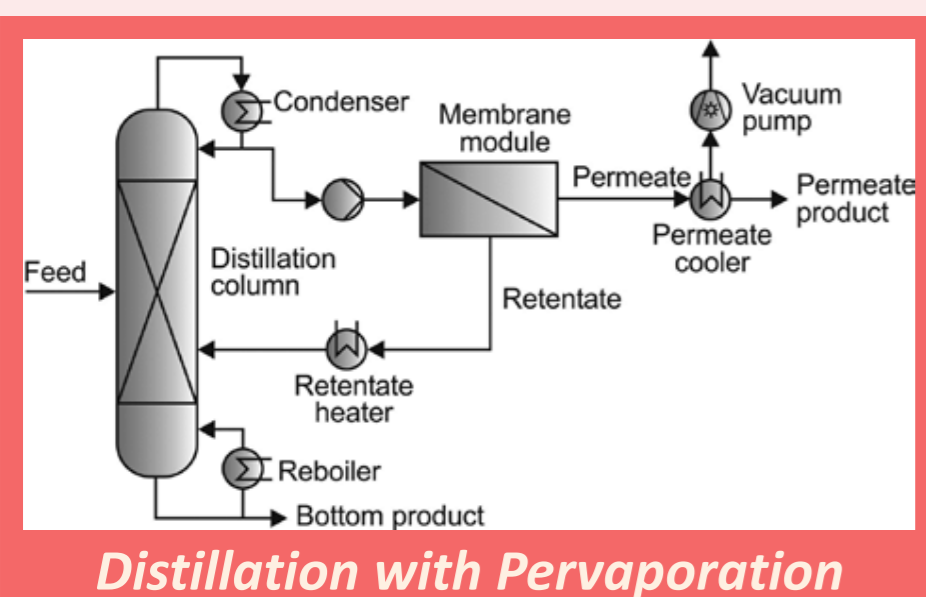 Condenser
Membrane
module
Vacuum
pump
Permeate
Permeate
product
Permeate
cooler
Feed
Distillation
column
Retentate
Retentate
heater
Reboiler
Bottom product
Distillation with Pervaporation